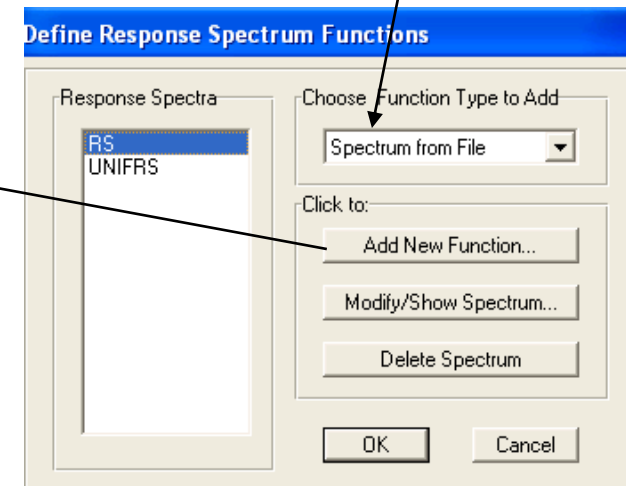 Define Response Spectrum Functions
Response Spectra
RS
UNIFRS
Choose Function Type to Add
Spectrum from File
Click to:
Add New Function...
Modify/Show Spectrum...
Delete Spectrum
OK
Cancel